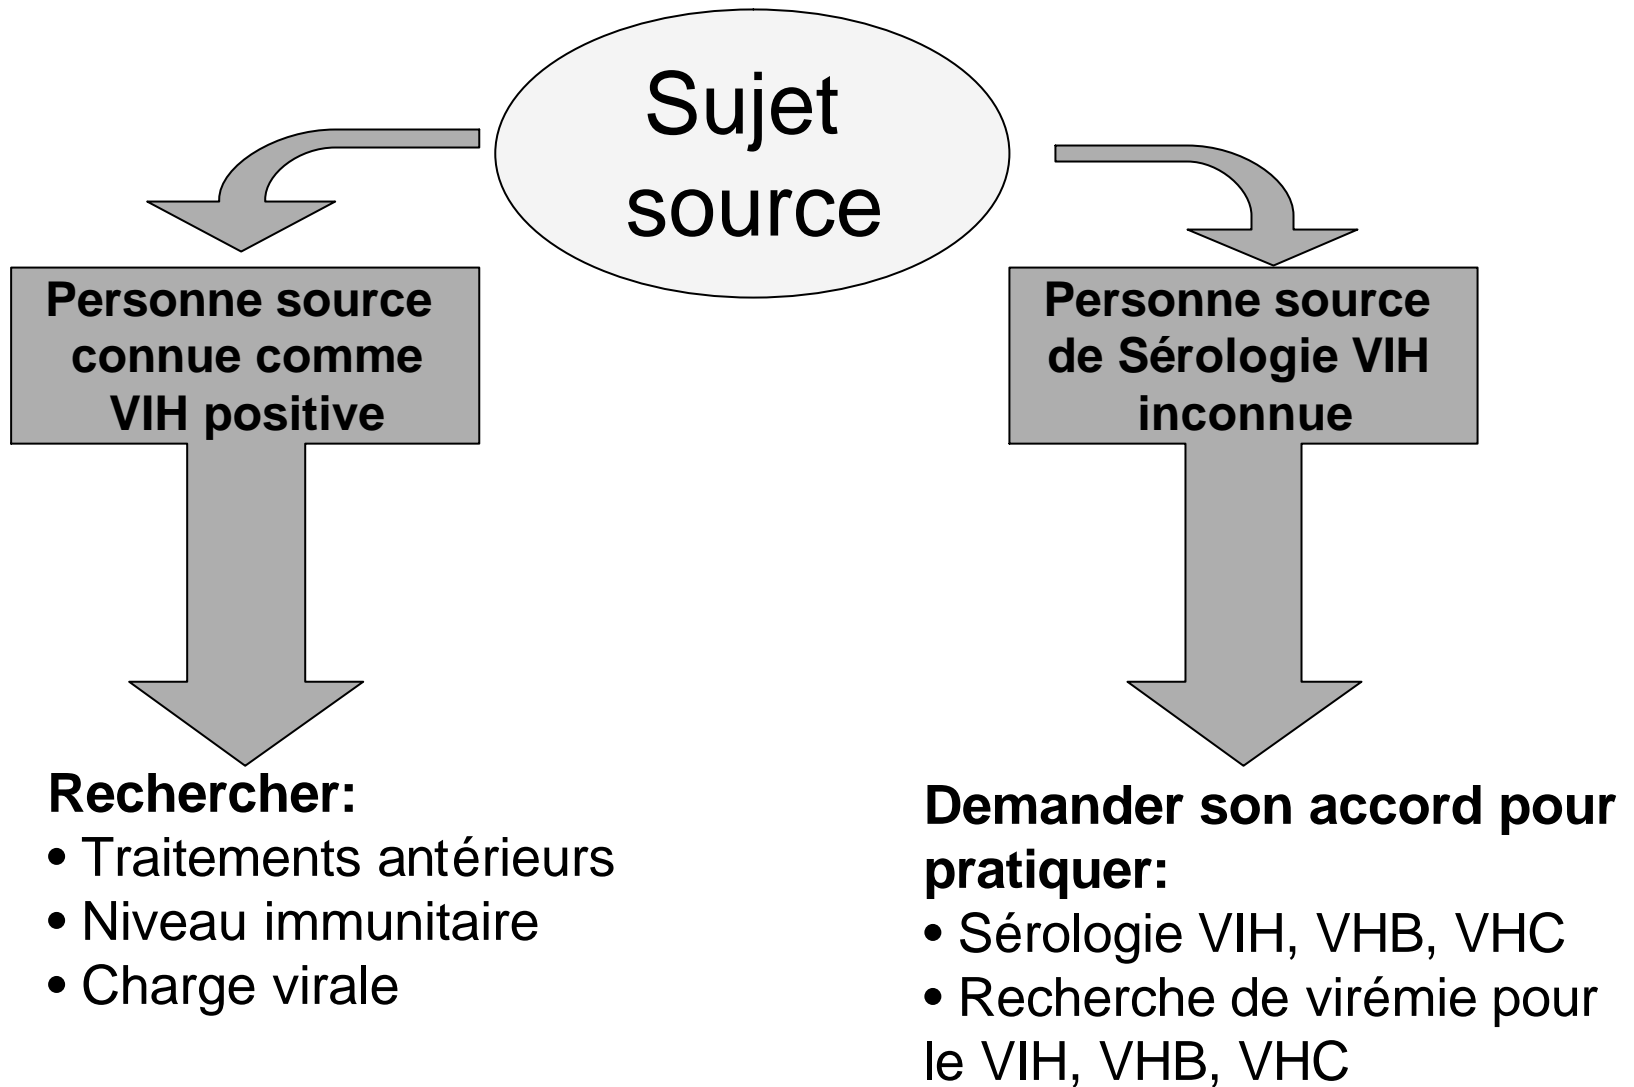 Sujet
source
Personne source
connue comme
VIH positive
Personne source
de Sérologie VIH
inconnue
Rechercher:
• Traitements antérieurs
• Niveau immunitaire
• Charge virale
Demander son accord pour
pratiquer:
• Sérologie VIH, VHB, VHC
• Recherche de virémie pour
le VIH, VHB, VHC